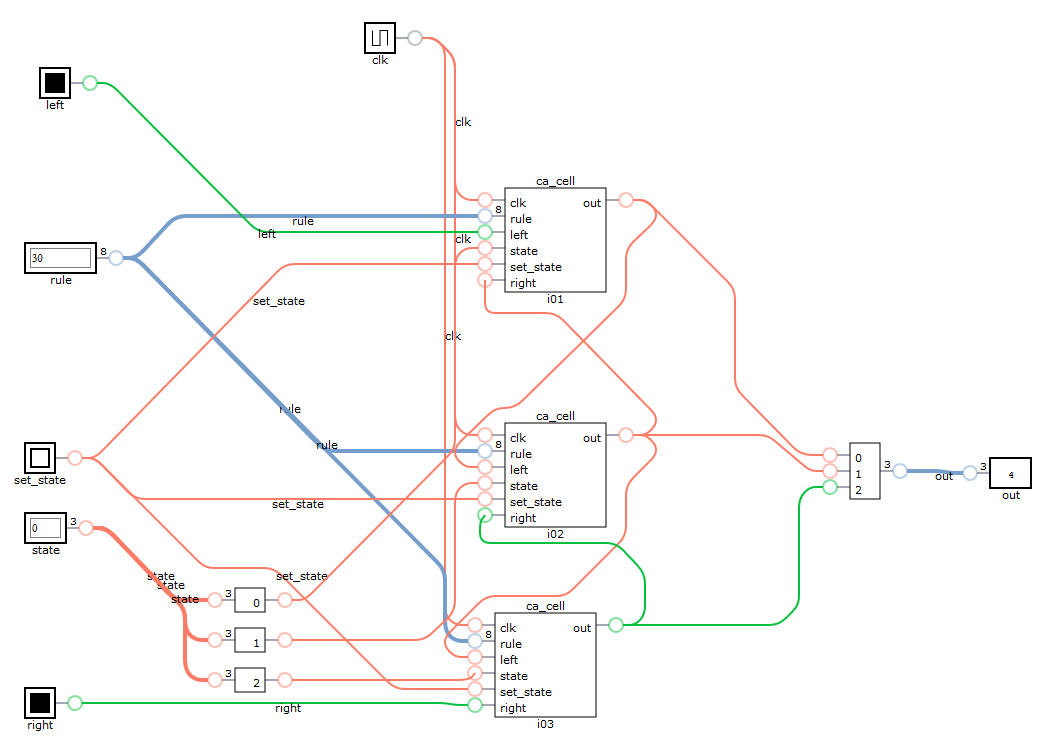 clk
left
clk
ca_cell
clk
rule
left
state
set_state
right
out
8
i01
rule
left
clk
30
8
rule
set_state
clk
rule
rule
ca_cell
clk
rule
left
state
set_state
right
out
8
i02
set_state
set_state
0
3
state
state
state
state
set_state
3
0
3
1
3
2
ca_cell
clk
rule
left
state
set_state
right
out
8
i03
right
right
0
1
2
3
out
3
4
out